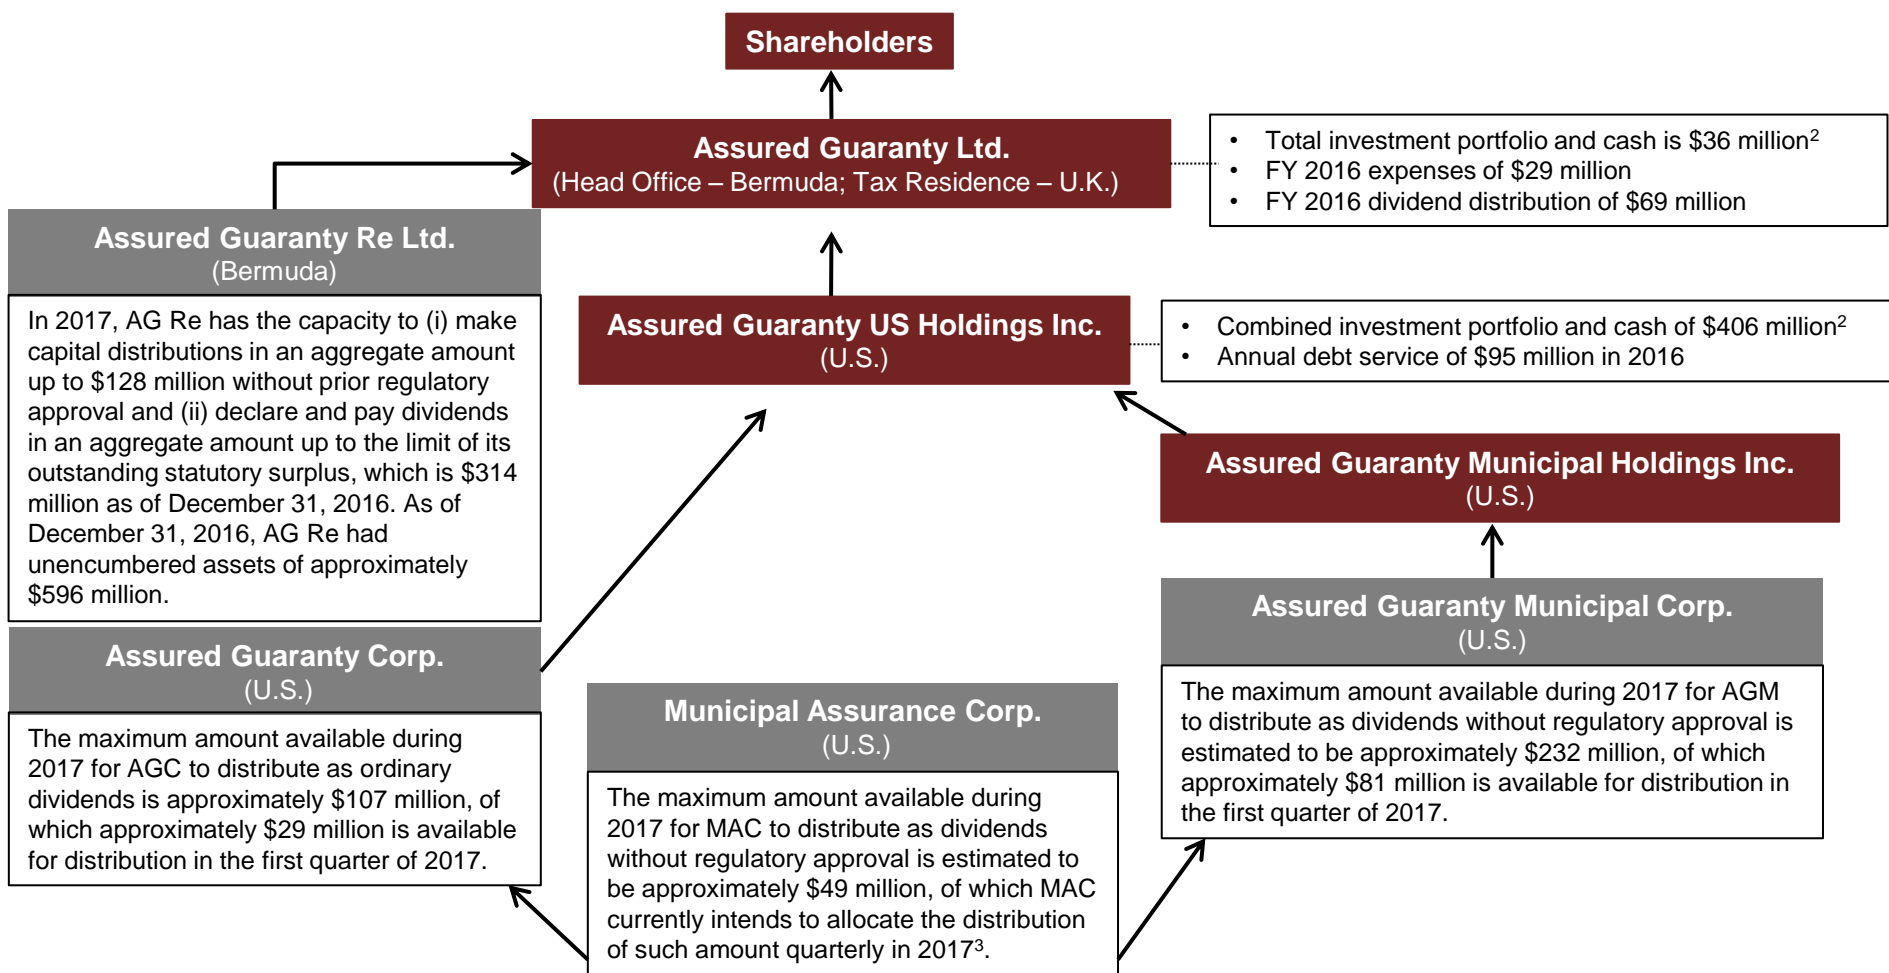 Shareholders
Assured Guaranty Ltd.
(Head Office – Bermuda; Tax Residence – U.K.)
• Total investment portfolio and cash is $36 million²
• FY 2016 expenses of $29 million
• FY 2016 dividend distribution of $69 million
Assured Guaranty Re Ltd.
(Bermuda)
In 2017, AG Re has the capacity to (i) make
capital distributions in an aggregate amount
up to $128 million without prior regulatory
approval and (ii) declare and pay dividends
in an aggregate amount up to the limit of its
outstanding statutory surplus, which is $314
million as of December 31, 2016. As of
December 31, 2016, AG Re had
unencumbered assets of approximately
$596 million.
Assured Guaranty US Holdings Inc.
(U.S.)
• Combined investment portfolio and cash of $406 million²
• Annual debt service of $95 million in 2016
Assured Guaranty Municipal Holdings Inc.
(U.S.)
Assured Guaranty Corp.
(U.S.)
The maximum amount available during
2017 for AGC to distribute as ordinary
dividends is approximately $107 million, of
which approximately $29 million is available
for distribution in the first quarter of 2017.
Municipal Assurance Corp.
(U.S.)
The maximum amount available during
2017 for MAC to distribute as dividends
without regulatory approval is estimated to
be approximately $49 million, of which MAC
currently intends to allocate the distribution
of such amount quarterly in 2017³.
Assured Guaranty Municipal Corp.
(U.S.)
The maximum amount available during 2017 for AGM
to distribute as dividends without regulatory approval is
estimated to be approximately $232 million, of which
approximately $81 million is available for distribution in
the first quarter of 2017.